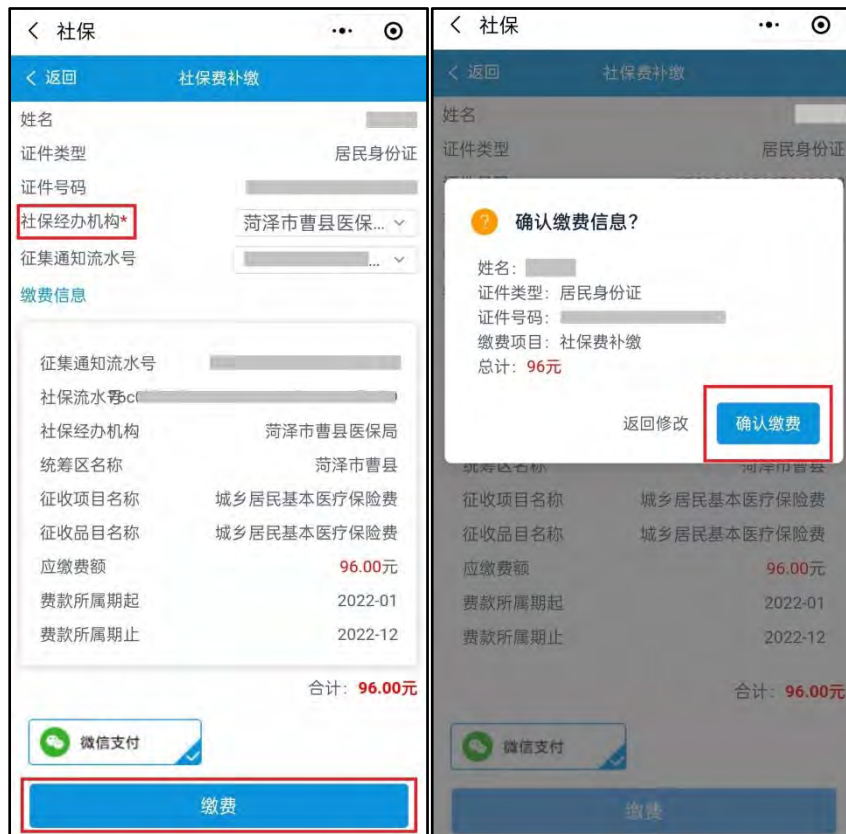 社保
返回 社保费补缴
姓名
证件类型 居民身份证
证件号码
社保经办机构* 菏泽市曹县医保...
征集通知流水号 ...
缴费信息
征集通知流水号
社保流水号
社保经办机构 菏泽市曹县医保局
统筹区名称 菏泽市曹县
征收项目名称 城乡居民基本医疗保险费
征收品目名称 城乡居民基本医疗保险费
应缴费额 96.00元
费款所属期起 2022-01
费款所属期止 2022-12
合计：96.00元
微信支付
缴费
社保
返回 社保费补缴
姓名
证件类型 居民身份证
确认缴费信息？
姓名：
证件类型：居民身份证
证件号码：
缴费项目：社保费补缴
总计：96元
返回修改 确认缴费
统筹区名称 菏泽市曹县
征收项目名称 城乡居民基本医疗保险费
征收品目名称 城乡居民基本医疗保险费
应缴费额 96.00元
费款所属期起 2022-01
费款所属期止 2022-12
合计：96.00元
微信支付
缴费